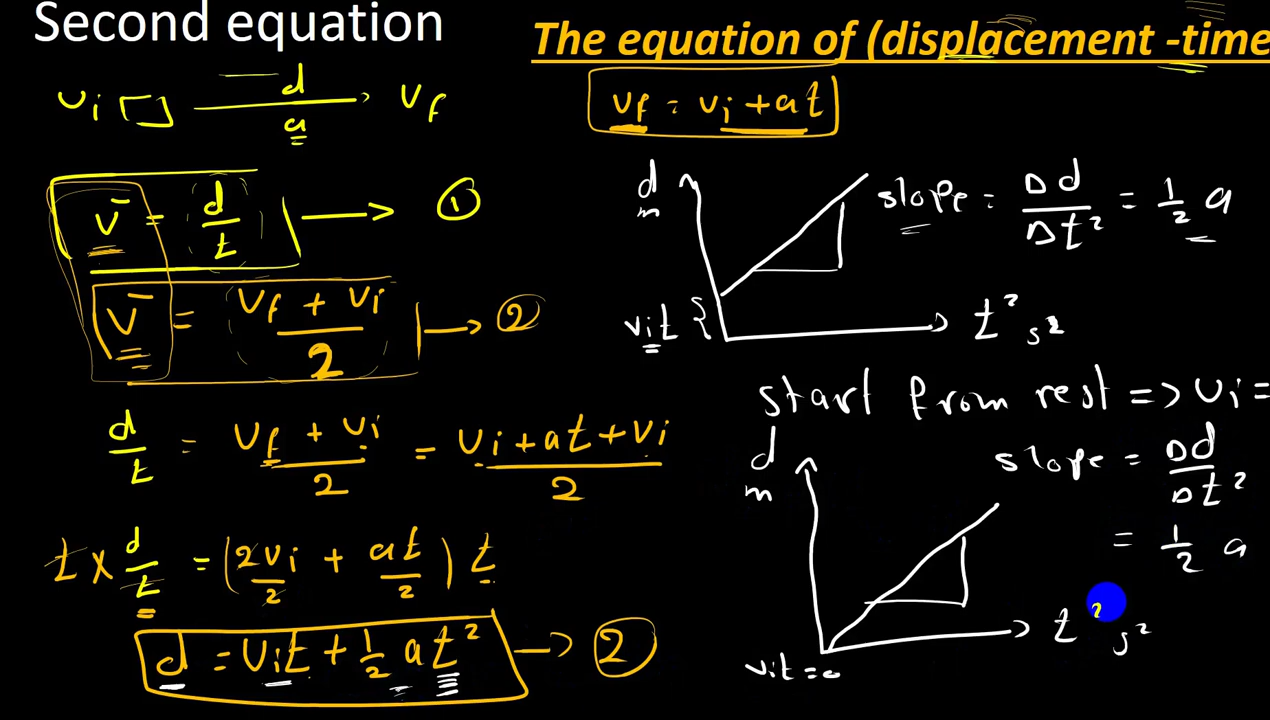 Second equation
The equation of (displacement -time
vi d vf
a
vf = vi + at
v̄ = d/t → ①
v̄ = (vf + vi)/2 → ②
d/t = (vf + vi)/2 = (vi + at + vi)/2
t × d/t = (2vi/2 + at/2) t
d = vit + 1/2 at² → ②
d
m
slope = Δd/Δt² = 1/2 a
vit
t² s²
start from rest => vi =
d
m
slope = Δd/Δt²
= 1/2 a
t² s²
vit = 0